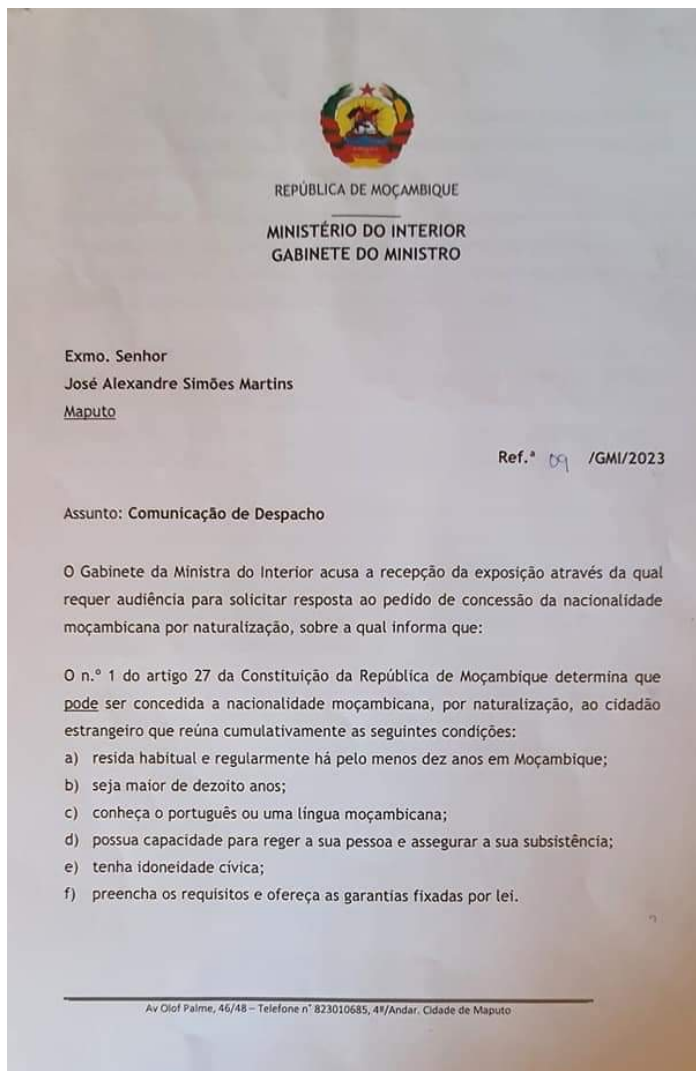 REPÚBLICA DE MOÇAMBIQUE
MINISTÉRIO DO INTERIOR
GABINETE DO MINISTRO
Exmo. Senhor
José Alexandre Simões Martins
Maputo
Ref.ª 09 /GMI/2023
Assunto: Comunicação de Despacho
O Gabinete da Ministra do Interior acusa a recepção da exposição através da qual
requer audiência para solicitar resposta ao pedido de concessão da nacionalidade
moçambicana por naturalização, sobre a qual informa que:
O n.º 1 do artigo 27 da Constituição da República de Moçambique determina que
pode ser concedida a nacionalidade moçambicana, por naturalização, ao cidadão
estrangeiro que reúna cumulativamente as seguintes condições:
a) resida habitual e regularmente há pelo menos dez anos em Moçambique;
b) seja maior de dezoito anos;
c) conheça o português ou uma língua moçambicana;
d) possua capacidade para reger a sua pessoa e assegurar a sua subsistência;
e) tenha idoneidade cívica;
f) preencha os requisitos e ofereça as garantias fixadas por lei.
Av Olof Palme, 46/48 – Telefone n° 823010685, 4º/Andar. Cidade de Maputo